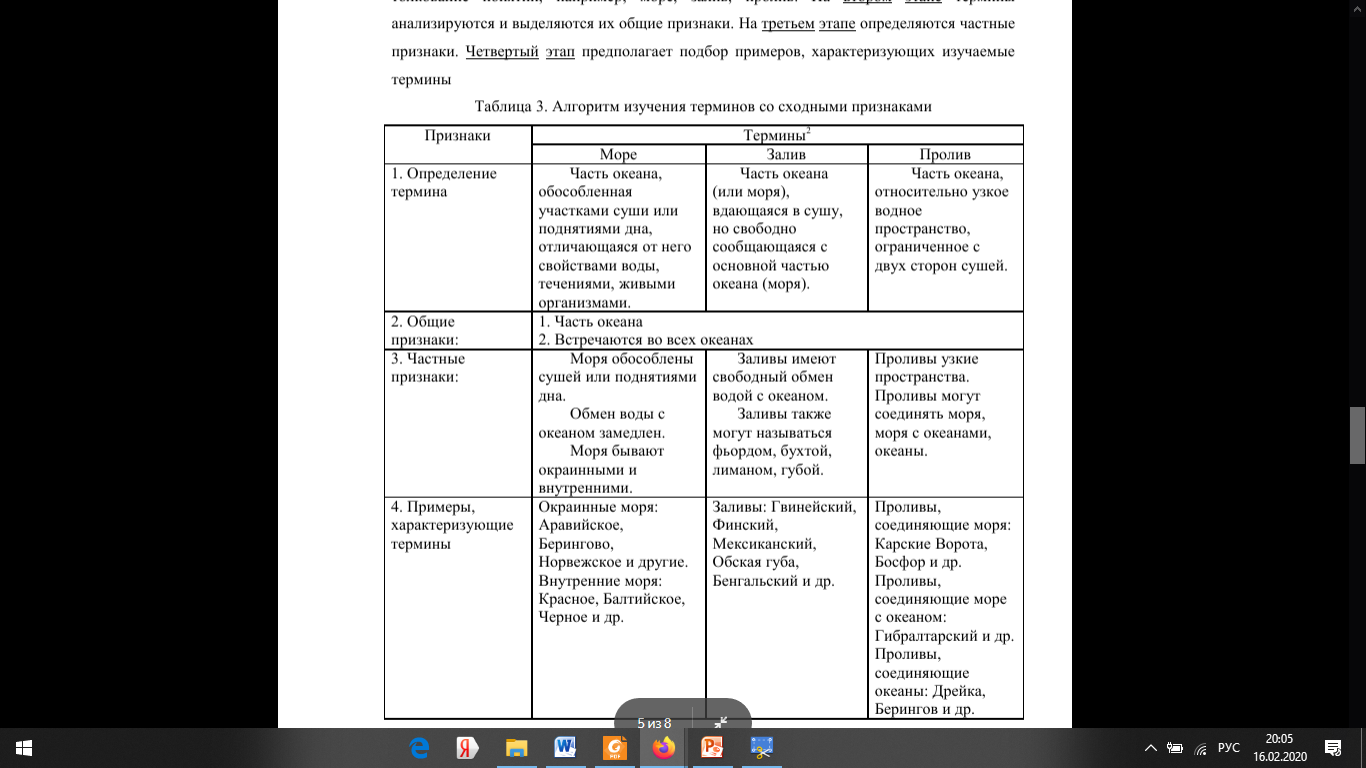 анализируются и выделяются их общие признаки. На третьем этапе определяются частные
признаки. Четвертый этап предполагает подбор примеров, характеризующих изучаемые
термины
Таблица 3. Алгоритм изучения терминов со сходными признаками
Признаки
Термины2
Море
Залив
Пролив
1. Определение
термина
Часть океана,
обособленная
участками суши или
поднятиями дна,
отличающаяся от него
свойствами воды,
течениями, живыми
организмами.
Часть океана
(или моря),
вдающаяся в сушу,
но свободно
сообщающаяся с
основной частью
океана (моря).
Часть океана,
относительно узкое
водное
пространство,
ограниченное с
двух сторон сушей.
2. Общие
признаки:
1. Часть океана
2. Встречаются во всех океанах
3. Частные
признаки:
Моря обособлены
сушей или поднятиями
дна.
Обмен воды с
океаном замедлен.
Моря бывают
окраинными и
внутренними.
Заливы имеют
свободный обмен
водой с океаном.
Заливы также
могут называться
фьордом, бухтой,
лиманом, губой.
Проливы узкие
пространства.
Проливы могут
соединять моря,
моря с океанами,
океаны.
4. Примеры,
характеризующие
термины
Окраинные моря:
Аравийское,
Берингово,
Норвежское и другие.
Внутренние моря:
Красное, Балтийское,
Черное и др.
Заливы: Гвинейский,
Финский,
Мексиканский,
Обская губа,
Бенгальский и др.
Проливы,
соединяющие моря:
Карские Ворота,
Босфор и др.
Проливы,
соединяющие море
с океаном:
Гибралтарский и др.
Проливы,
соединяющие
океаны: Дрейка,
Берингов и др.
5 из 8
РУС
20:05
16.02.2020